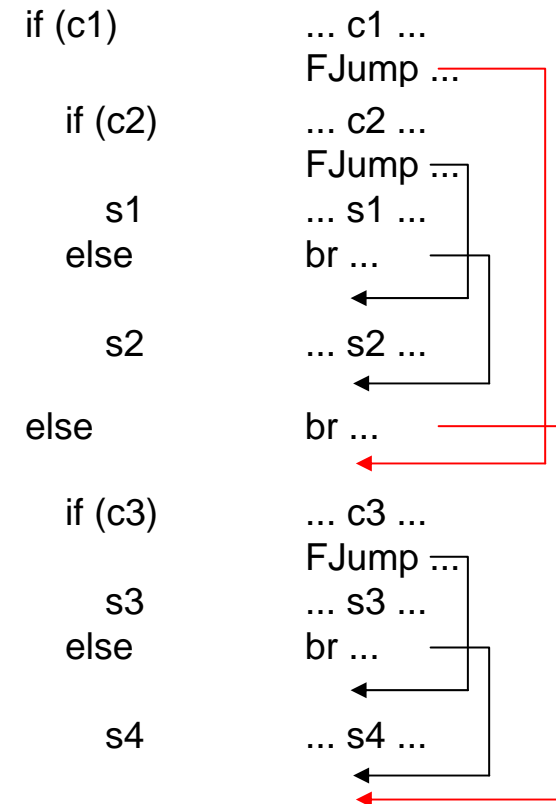 if (c1) ... c1 ...
FJump ...
if (c2) ... c2 ...
FJump ...
s1 ... s1 ...
else br ...
s2 ... s2 ...
else br ...
if (c3) ... c3 ...
FJump ...
s3 ... s3 ...
else br ...
s4 ... s4 ...